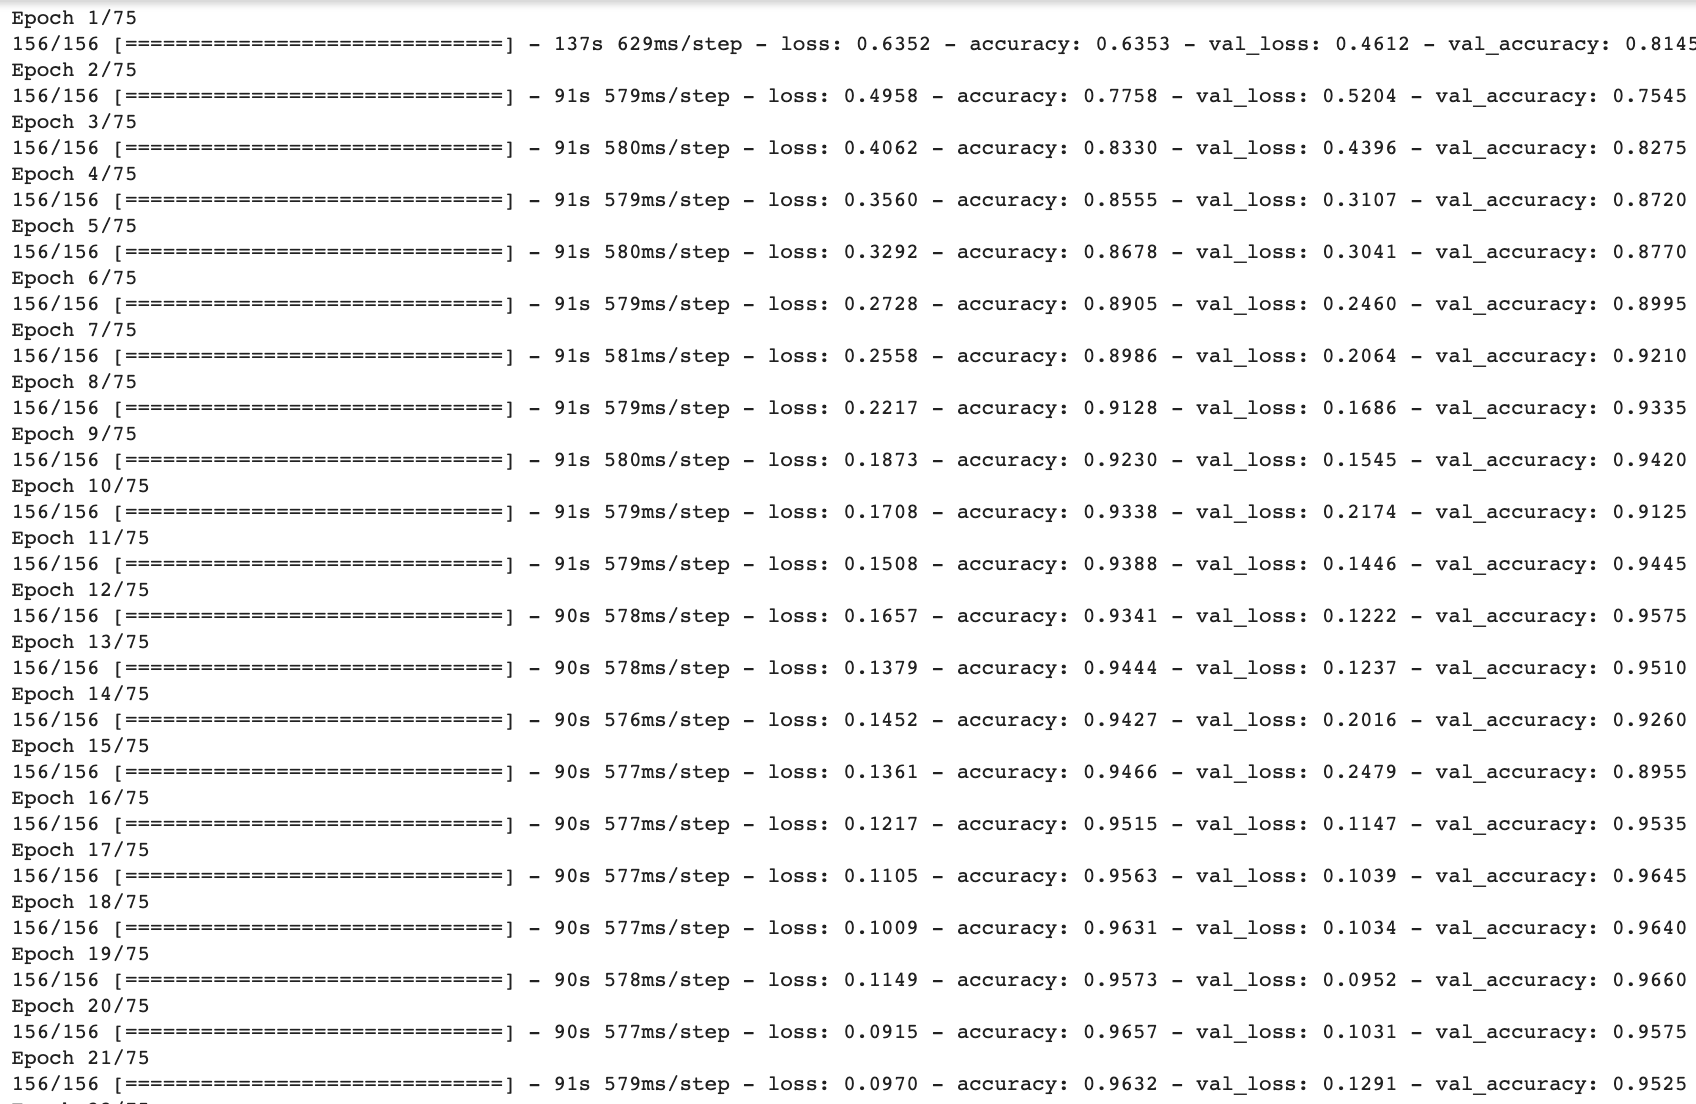 Epoch 1/75
156/156 [==============================] - 137s 629ms/step - loss: 0.6352 - accuracy: 0.6353 - val_loss: 0.4612 - val_accuracy: 0.8145
Epoch 2/75
156/156 [==============================] - 91s 579ms/step - loss: 0.4958 - accuracy: 0.7758 - val_loss: 0.5204 - val_accuracy: 0.7545
Epoch 3/75
156/156 [==============================] - 91s 580ms/step - loss: 0.4062 - accuracy: 0.8330 - val_loss: 0.4396 - val_accuracy: 0.8275
Epoch 4/75
156/156 [==============================] - 91s 579ms/step - loss: 0.3560 - accuracy: 0.8555 - val_loss: 0.3107 - val_accuracy: 0.8720
Epoch 5/75
156/156 [==============================] - 91s 580ms/step - loss: 0.3292 - accuracy: 0.8678 - val_loss: 0.3041 - val_accuracy: 0.8770
Epoch 6/75
156/156 [==============================] - 91s 579ms/step - loss: 0.2728 - accuracy: 0.8905 - val_loss: 0.2460 - val_accuracy: 0.8995
Epoch 7/75
156/156 [==============================] - 91s 581ms/step - loss: 0.2558 - accuracy: 0.8986 - val_loss: 0.2064 - val_accuracy: 0.9210
Epoch 8/75
156/156 [==============================] - 91s 579ms/step - loss: 0.2217 - accuracy: 0.9128 - val_loss: 0.1686 - val_accuracy: 0.9335
Epoch 9/75
156/156 [==============================] - 91s 580ms/step - loss: 0.1873 - accuracy: 0.9230 - val_loss: 0.1545 - val_accuracy: 0.9420
Epoch 10/75
156/156 [==============================] - 91s 579ms/step - loss: 0.1708 - accuracy: 0.9338 - val_loss: 0.2174 - val_accuracy: 0.9125
Epoch 11/75
156/156 [==============================] - 91s 579ms/step - loss: 0.1508 - accuracy: 0.9388 - val_loss: 0.1446 - val_accuracy: 0.9445
Epoch 12/75
156/156 [==============================] - 90s 578ms/step - loss: 0.1657 - accuracy: 0.9341 - val_loss: 0.1222 - val_accuracy: 0.9575
Epoch 13/75
156/156 [==============================] - 90s 578ms/step - loss: 0.1379 - accuracy: 0.9444 - val_loss: 0.1237 - val_accuracy: 0.9510
Epoch 14/75
156/156 [==============================] - 90s 576ms/step - loss: 0.1452 - accuracy: 0.9427 - val_loss: 0.2016 - val_accuracy: 0.9260
Epoch 15/75
156/156 [==============================] - 90s 577ms/step - loss: 0.1361 - accuracy: 0.9466 - val_loss: 0.2479 - val_accuracy: 0.8955
Epoch 16/75
156/156 [==============================] - 90s 577ms/step - loss: 0.1217 - accuracy: 0.9515 - val_loss: 0.1147 - val_accuracy: 0.9535
Epoch 17/75
156/156 [==============================] - 90s 577ms/step - loss: 0.1105 - accuracy: 0.9563 - val_loss: 0.1039 - val_accuracy: 0.9645
Epoch 18/75
156/156 [==============================] - 90s 577ms/step - loss: 0.1009 - accuracy: 0.9631 - val_loss: 0.1034 - val_accuracy: 0.9640
Epoch 19/75
156/156 [==============================] - 90s 578ms/step - loss: 0.1149 - accuracy: 0.9573 - val_loss: 0.0952 - val_accuracy: 0.9660
Epoch 20/75
156/156 [==============================] - 90s 577ms/step - loss: 0.0915 - accuracy: 0.9657 - val_loss: 0.1031 - val_accuracy: 0.9575
Epoch 21/75
156/156 [==============================] - 91s 579ms/step - loss: 0.0970 - accuracy: 0.9632 - val_loss: 0.1291 - val_accuracy: 0.9525